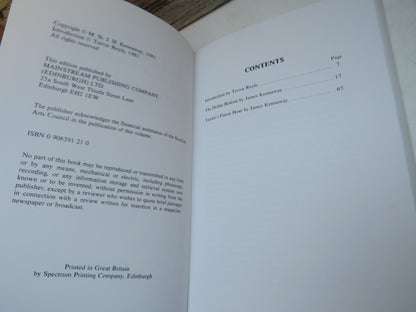 Copyright © M. St. J. H. Kennaway, 1981
Introduction © Trevor Royle, 1981
All rights reserved
This edition published by
MAINSTREAM PUBLISHING COMPANY
(EDINBURGH) LTD.
25a South West Thistle Street Lane
Edinburgh EH2 1EW
The publisher acknowledges the financial assistance of the Scottish
Arts Council in the publication of this volume.
ISBN 0 906391 21 0
No part of this book may be reproduced or transmitted in any form
or by any means, mechanical or electric, including photocopy,
recording, or any information storage and retrieval system now
known or to be invented, without permission in writing from the
publisher, except by a reviewer who wishes to quote brief passages
in connection with a review written for insertion in a magazine,
newspaper or broadcast.
Printed in Great Britain
by Spectrum Printing Company, Edinburgh
CONTENTS
Page
Introduction by Trevor Royle 7
The Dollar Bottom by James Kennaway 17
Taylor's Finest Hour by James Kennaway 65